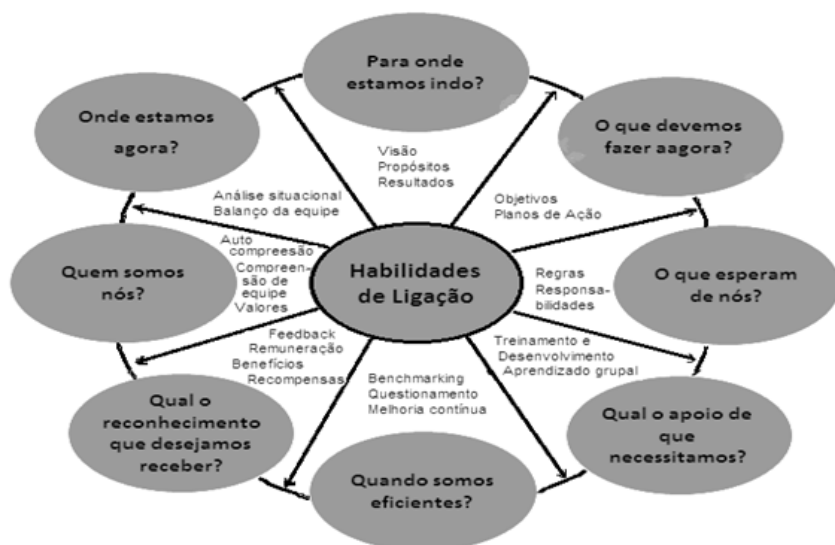 Para onde
estamos indo?
Onde estamos
agora?
O que devemos
fazer aagora?
Visão
Propósitos
Resultados
Análise situacional
Balanço da equipe
Objetivos
Planos de Ação
Quem somos
nós?
Auto
compreesão
Compreen-
são de
equipe
Valores
Habilidades
de Ligação
Regras
Responsa-
bilidades
O que esperam
de nós?
Feedback
Remuneração
Benefícios
Recompensas
Benchmarking
Questionamento
Melhoria contínua
Treinamento e
Desenvolvimento
Aprendizado grupal
Qual o
reconhecimento
que desejamos
receber?
Quando somos
eficientes?
Qual o apoio de
que
necessitamos?